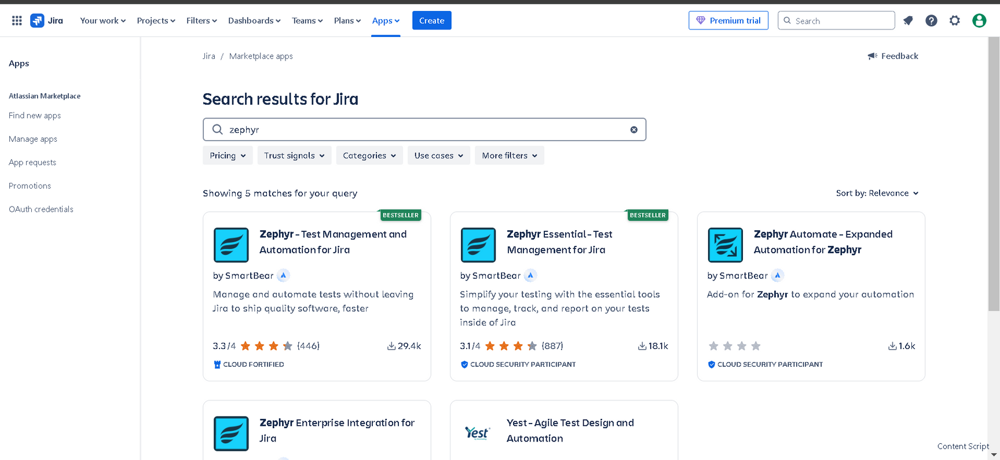 Jira
Your work
Projects
Filters
Dashboards
Teams
Plans
Apps
Create
Premium trial
Search
Apps
Atlassian Marketplace
Find new apps
Manage apps
App requests
Promotions
OAuth credentials
Jira / Marketplace apps
Feedback
Search results for Jira
zephyr
Pricing
Trust signals
Categories
Use cases
More filters
Showing 5 matches for your query
Sort by: Relevance
BESTSELLER
Zephyr - Test Management and
Automation for Jira
by SmartBear
Manage and automate tests without leaving
Jira to ship quality software, faster
3.3/4 (446) 29.4k
CLOUD FORTIFIED
BESTSELLER
Zephyr Essential - Test
Management for Jira
by SmartBear
Simplify your testing with the essential tools
to manage, track, and report on your tests
inside of Jira
3.1/4 (887) 18.1k
CLOUD SECURITY PARTICIPANT
Zephyr Automate - Expanded
Automation for Zephyr
by SmartBear
Add-on for Zephyr to expand your automation
1.6k
CLOUD SECURITY PARTICIPANT
Zephyr Enterprise Integration for
Jira
Yest
Yest - Agile Test Design and
Automation
Content Script